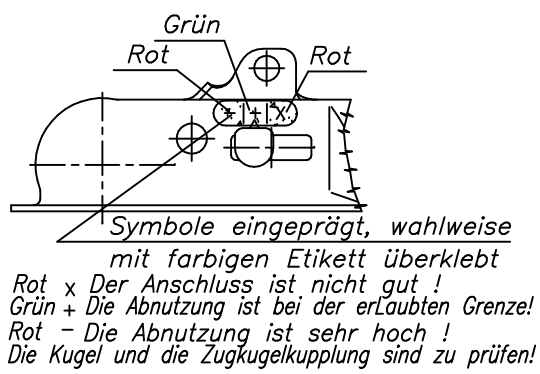 Grün
Rot
Rot
- + X
Symbole eingeprägt, wahlweise
mit farbigen Etikett überklebt
Rot x Der Anschluss ist nicht gut !
Grün + Die Abnutzung ist bei der erLaubten Grenze!
Rot - Die Abnutzung ist sehr hoch !
Die Kugel und die Zugkugelkupplung sind zu prüfen!